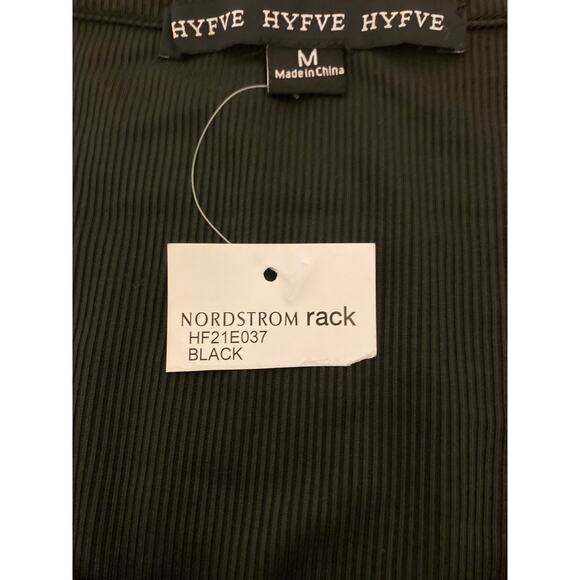 HYFVE HYFVE HYFVE
M
Made in China
NORDSTROM rack
HF21E037
BLACK